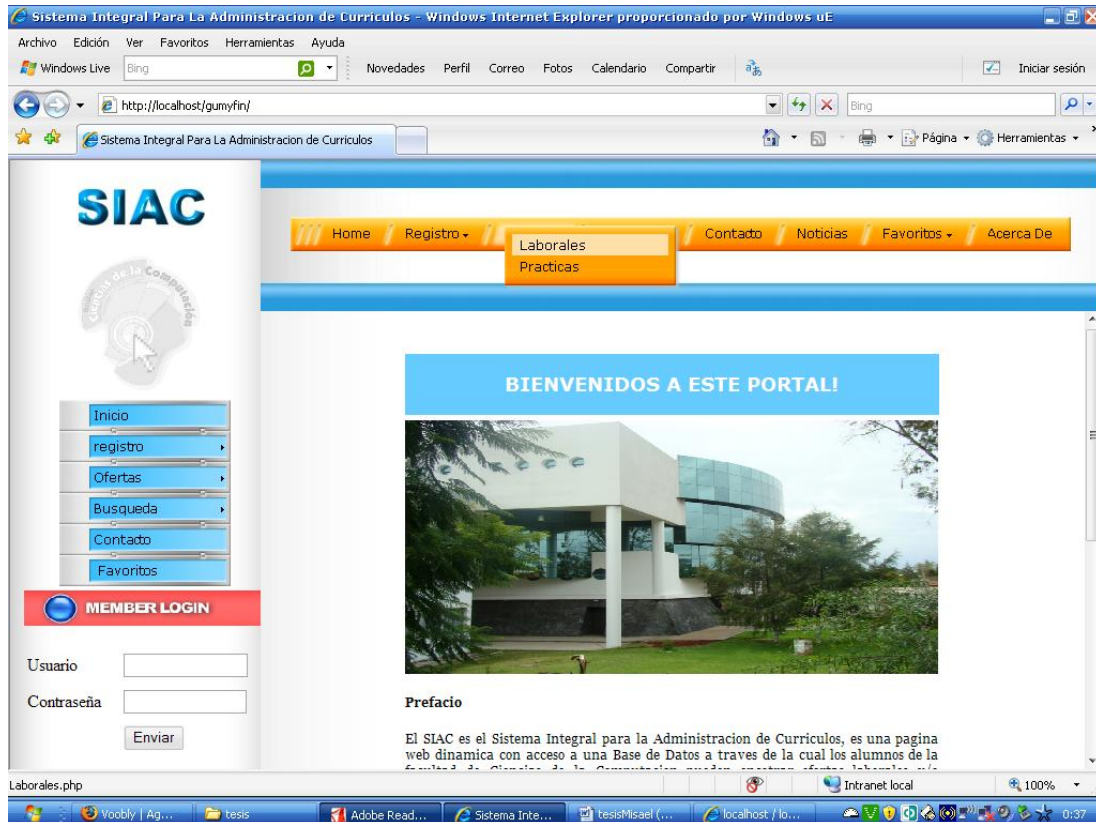 Sistema Integral Para La Administracion de Curriculos - Windows Internet Explorer proporcionado por Windows uE
Archivo Edición Ver Favoritos Herramientas Ayuda
Windows Live Bing Novedades Perfil Correo Fotos Calendario Compartir Iniciar sesión
http://localhost/gumyfin/ Bing
Sistema Integral Para La Administracion de Curriculos Página Herramientas
SIAC
Home Registro Contacto Noticias Favoritos Acerca De
Laborales
Practicas
Ciencias de la Computación
BIENVENIDOS A ESTE PORTAL!
Inicio
registro
Ofertas
Busqueda
Contacto
Favoritos
MEMBER LOGIN
Usuario
Contraseña
Enviar
Prefacio
El SIAC es el Sistema Integral para la Administracion de Curriculos, es una pagina
web dinamica con acceso a una Base de Datos a traves de la cual los alumnos de la
Laborales.php Intranet local 100%
Voobly | Ag... tesis Adobe Read... Sistema Inte... tesisMisael (... localhost / lo... 0:37